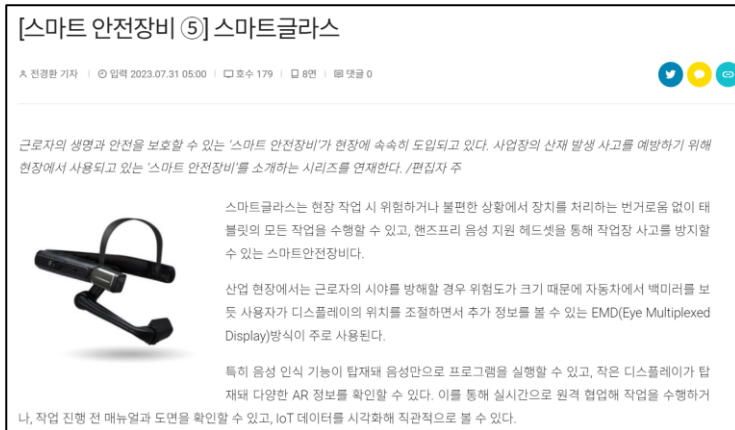 [스마트 안전장비 ⑤] 스마트글라스
전경환 기자 입력 2023.07.31 05:00 호수 179 8면 댓글 0
근로자의 생명과 안전을 보호할 수 있는 '스마트 안전장비'가 현장에 속속히 도입되고 있다. 사업장의 산재 발생 사고를 예방하기 위해
현장에서 사용되고 있는 '스마트 안전장비'를 소개하는 시리즈를 연재한다. /편집자 주
스마트글라스는 현장 작업 시 위험하거나 불편한 상황에서 장치를 처리하는 번거로움 없이 태
블릿의 모든 작업을 수행할 수 있고, 핸즈프리 음성 지원 헤드셋을 통해 작업장 사고를 방지할
수 있는 스마트안전장비다.
산업 현장에서는 근로자의 시야를 방해할 경우 위험도가 크기 때문에 자동차에서 백미러를 보
듯 사용자가 디스플레이의 위치를 조절하면서 추가 정보를 볼 수 있는 EMD(Eye Multiplexed
Display)방식이 주로 사용된다.
특히 음성 인식 기능이 탑재돼 음성만으로 프로그램을 실행할 수 있고, 작은 디스플레이가 탑
재돼 다양한 AR 정보를 확인할 수 있다. 이를 통해 실시간으로 원격 협업해 작업을 수행하거
나, 작업 진행 전 매뉴얼과 도면을 확인할 수 있고, IoT 데이터를 시각화해 직관적으로 볼 수 있다.